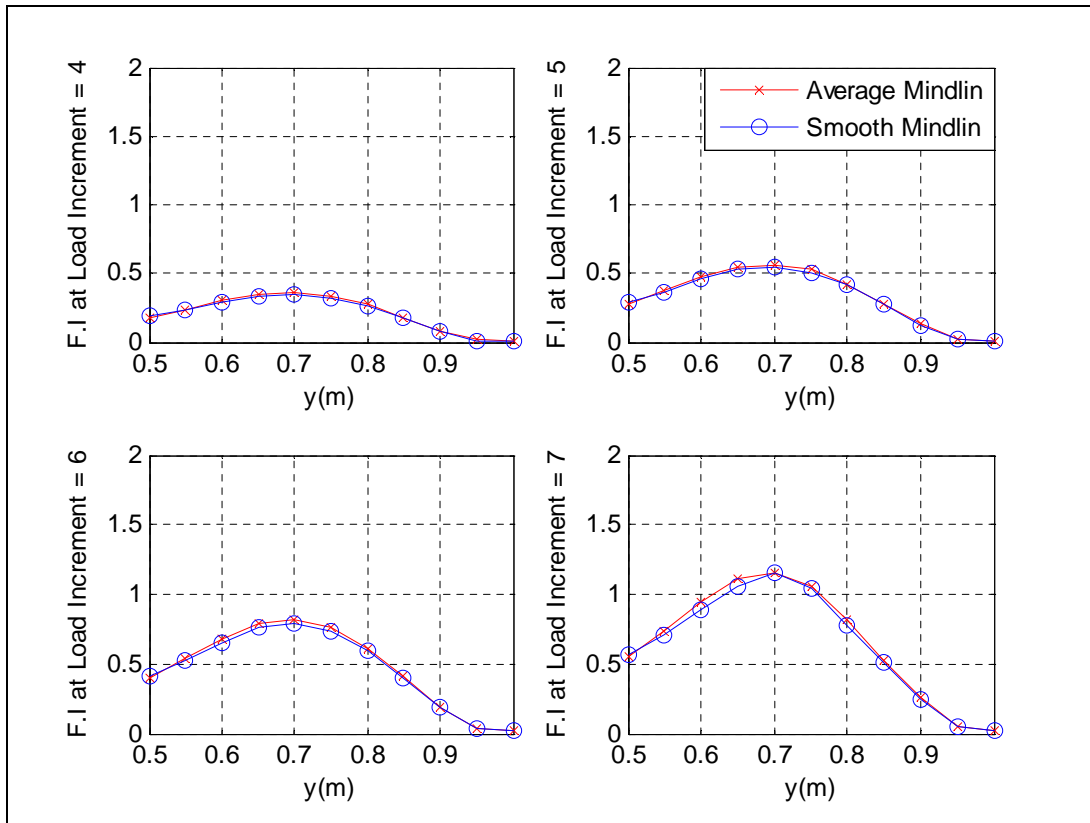 F.I at Load Increment = 4
2
1.5
1
0.5
0
0.5 0.6 0.7 0.8 0.9
y(m)
F.I at Load Increment = 5
2
1.5
1
0.5
0
0.5 0.6 0.7 0.8 0.9
y(m)
Average Mindlin
Smooth Mindlin
F.I at Load Increment = 6
2
1.5
1
0.5
0
0.5 0.6 0.7 0.8 0.9
y(m)
F.I at Load Increment = 7
2
1.5
1
0.5
0
0.5 0.6 0.7 0.8 0.9
y(m)